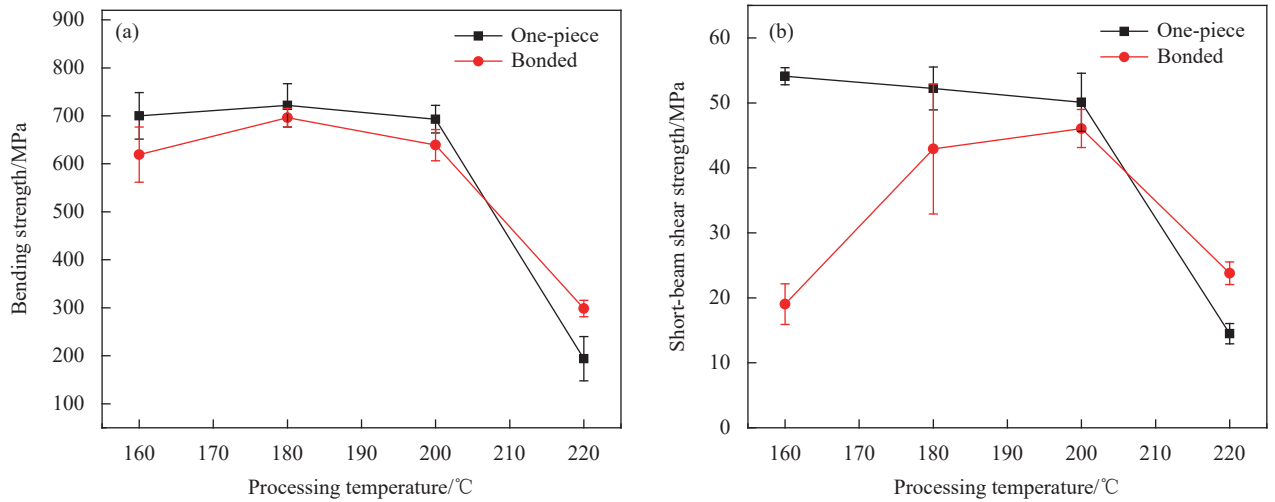 (a)
One-piece
Bonded
900
800
700
600
500
400
300
200
100
Bending strength/MPa
160 170 180 190 200 210 220
Processing temperature/℃
(b)
One-piece
Bonded
60
50
40
30
20
10
0
Short-beam shear strength/MPa
160 170 180 190 200 210 220
Processing temperature/℃